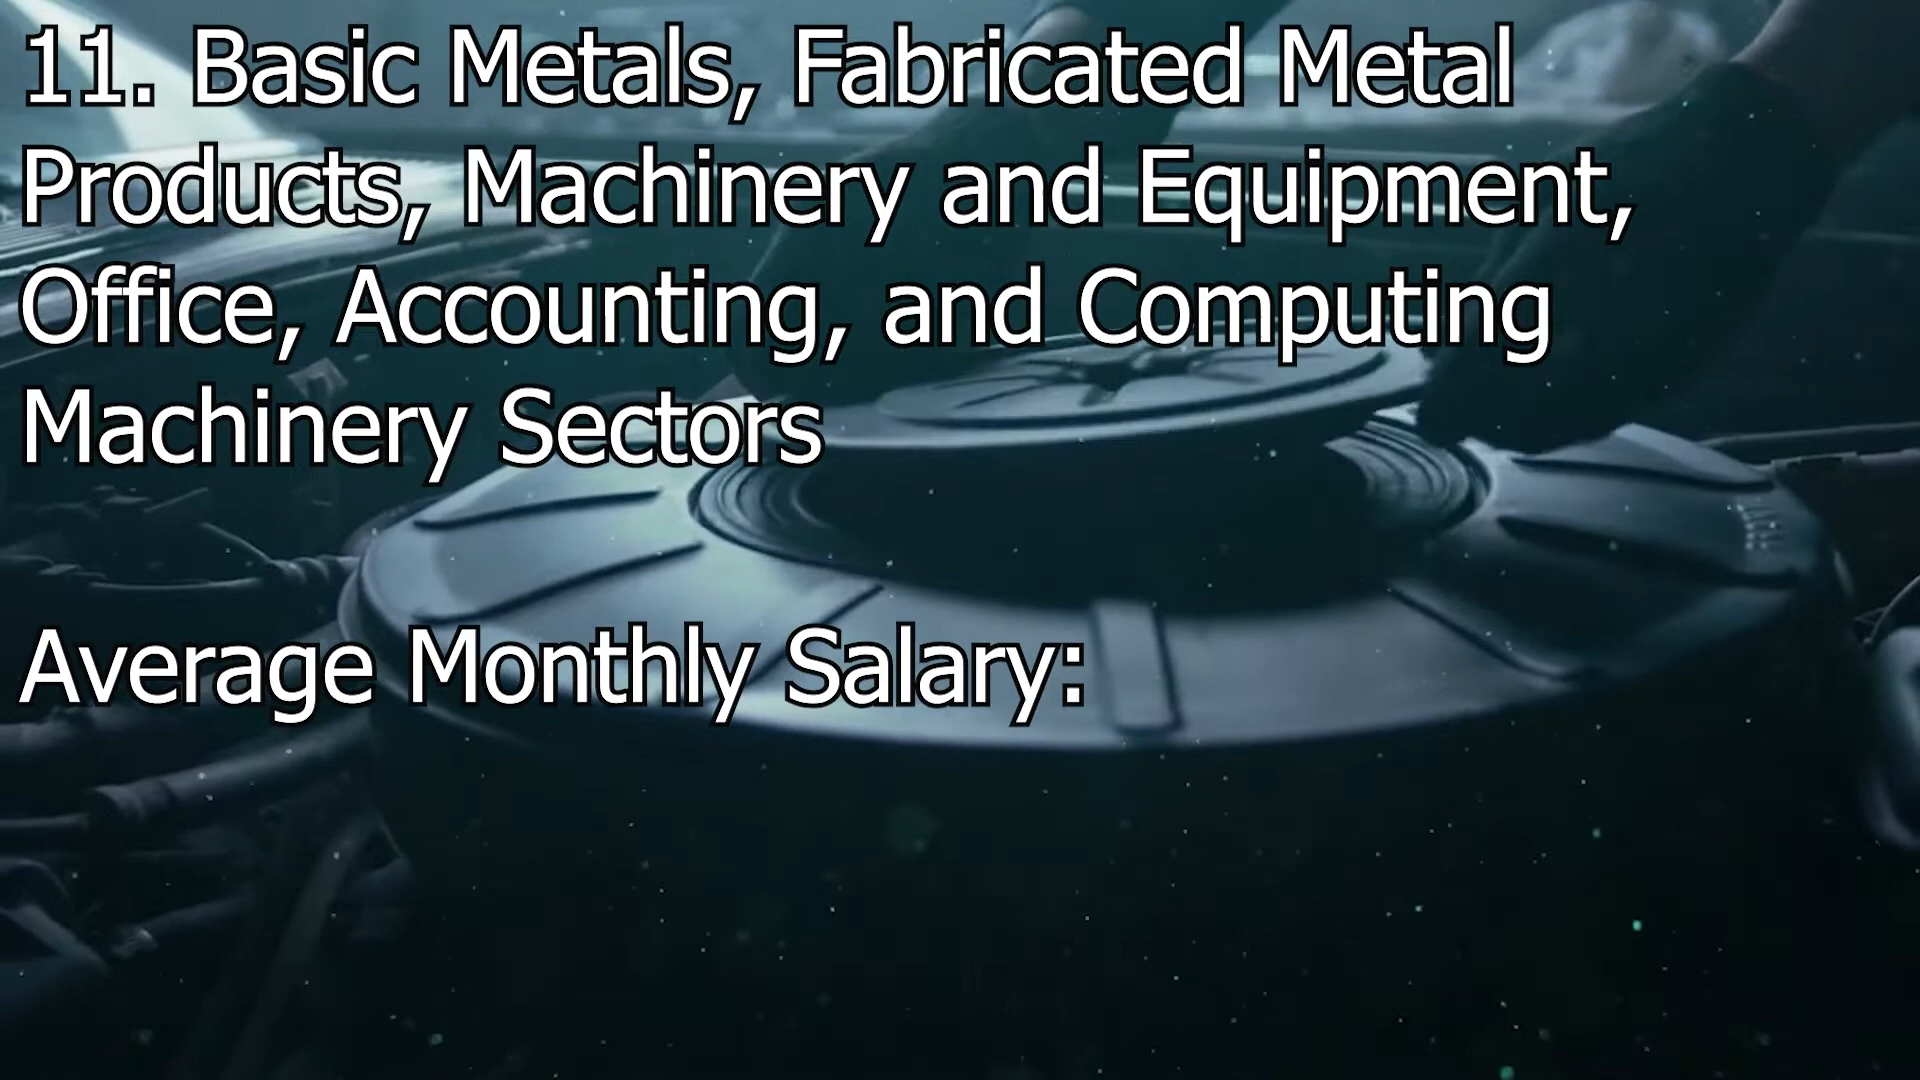 11. Basic Metals, Fabricated Metal
Products, Machinery and Equipment,
Office, Accounting, and Computing
Machinery Sectors
Average Monthly Salary: